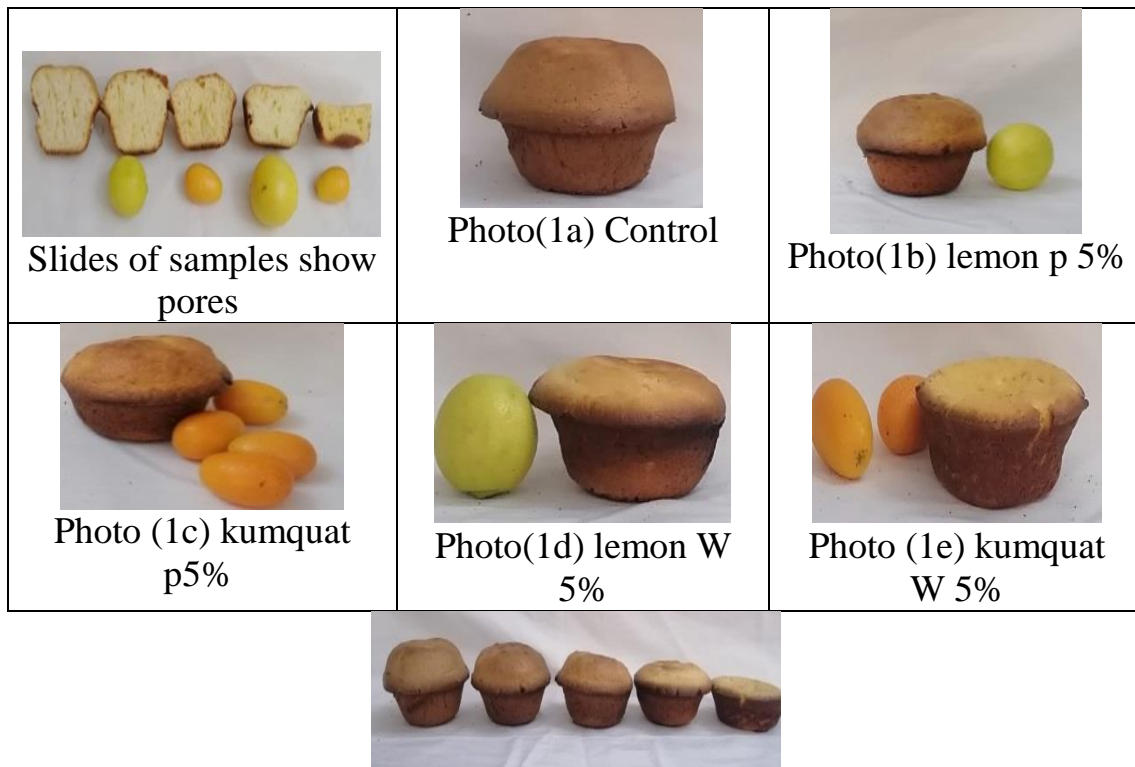 Slides of samples show
pores
Photo(1a) Control
Photo(1b) lemon p 5%
Photo (1c) kumquat
p5%
Photo(1d) lemon W
5%
Photo (1e) kumquat
W 5%